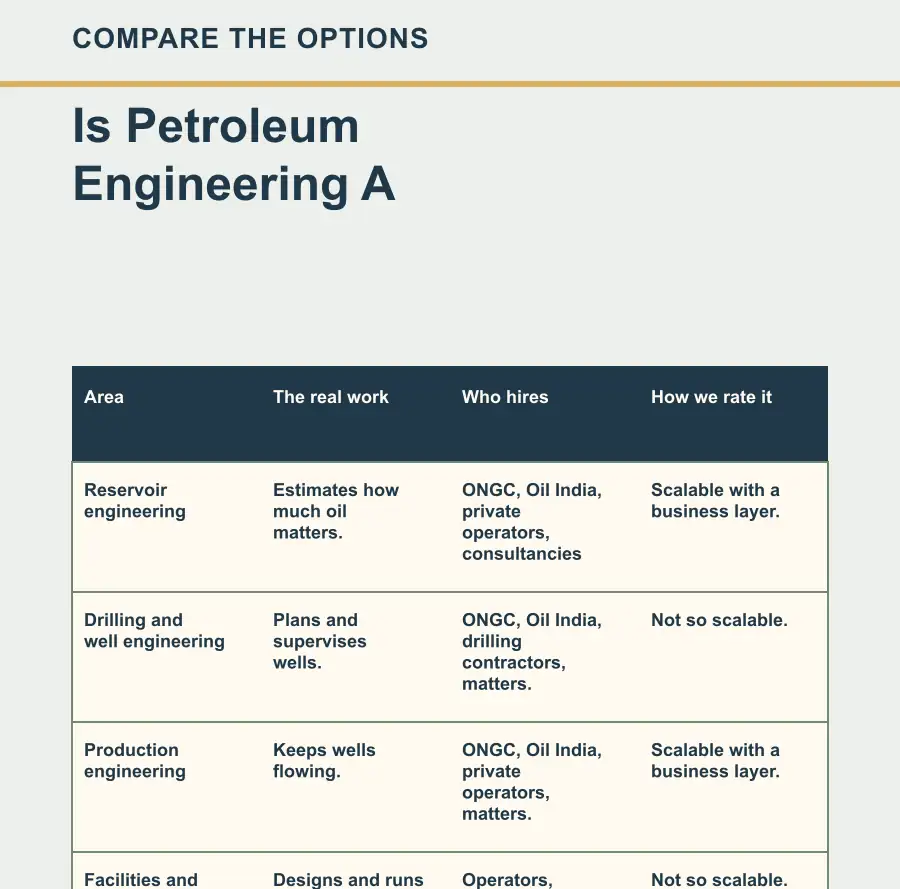 COMPARE THE OPTIONS
Is Petroleum
Engineering A
Area
The real work
Who hires
How we rate it
Reservoir
engineering
Estimates how
much oil
matters.
ONGC, Oil India,
private
operators,
consultancies
Scalable with a
business layer.
Drilling and
well engineering
Plans and
supervises
wells.
ONGC, Oil India,
drilling
contractors,
matters.
Not so scalable.
Production
engineering
Keeps wells
flowing.
ONGC, Oil India,
private
operators,
matters.
Scalable with a
business layer.
Facilities and
Designs and runs
Operators,
Not so scalable.